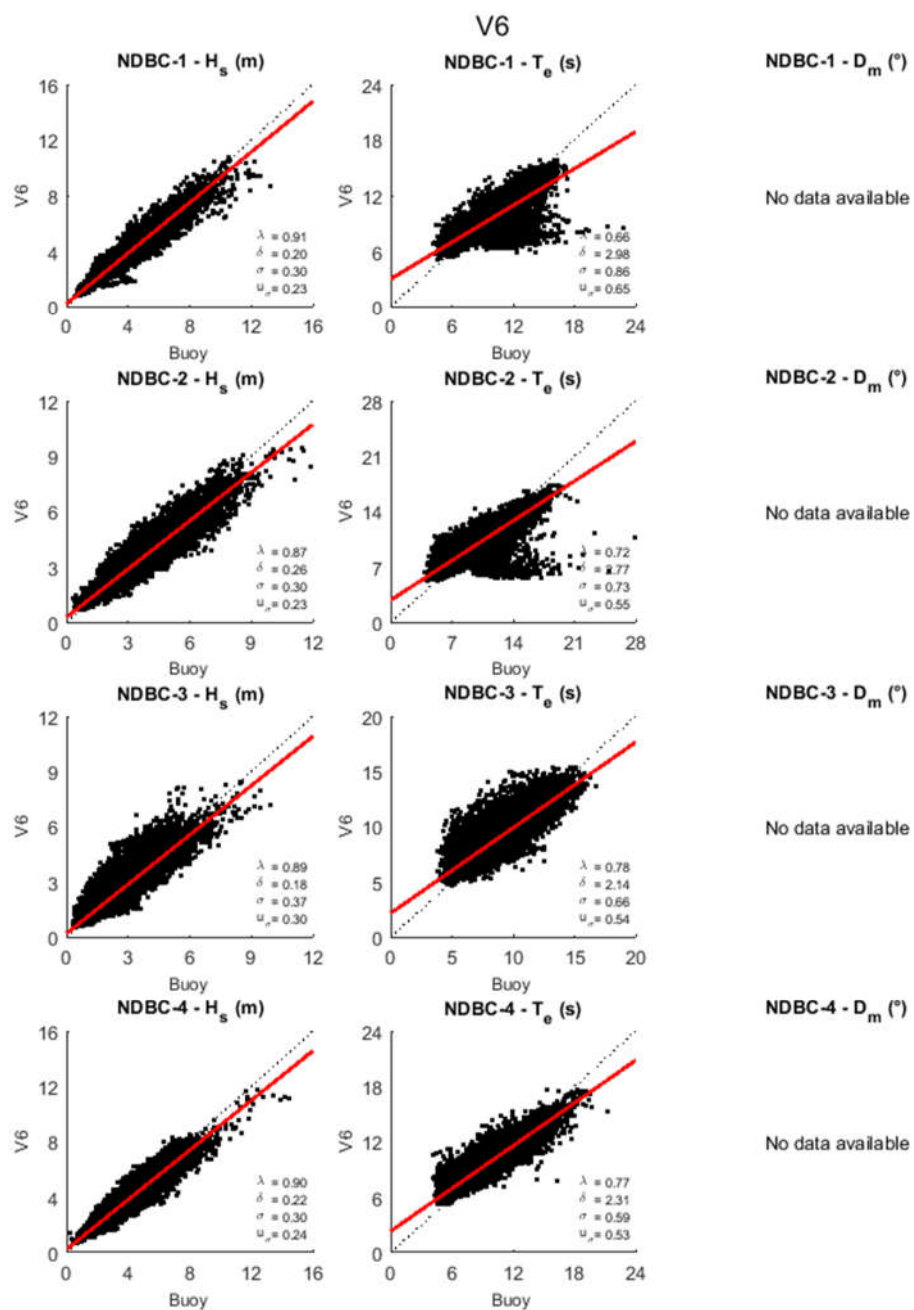 V6
NDBC-1 - H_s (m)
NDBC-1 - T_e (s)
NDBC-1 - D_m (°)
16
12
8
4
0
V6
λ = 0.91
δ = 0.20
σ = 0.30
u_σ = 0.23
0 4 8 12 16
Buoy
24
18
12
6
0
V6
λ = 0.66
δ = 2.98
σ = 0.86
u_σ = 0.65
0 6 12 18 24
Buoy
No data available
NDBC-2 - H_s (m)
NDBC-2 - T_e (s)
NDBC-2 - D_m (°)
12
9
6
3
0
V6
λ = 0.87
δ = 0.26
σ = 0.30
u_σ = 0.23
0 3 6 9 12
Buoy
28
21
14
7
0
V6
λ = 0.72
δ = 2.77
σ = 0.73
u_σ = 0.55
0 7 14 21 28
Buoy
No data available
NDBC-3 - H_s (m)
NDBC-3 - T_e (s)
NDBC-3 - D_m (°)
12
9
6
3
0
V6
λ = 0.89
δ = 0.18
σ = 0.37
u_σ = 0.30
0 3 6 9 12
Buoy
20
15
10
5
0
V6
λ = 0.78
δ = 2.14
σ = 0.66
u_σ = 0.54
0 5 10 15 20
Buoy
No data available
NDBC-4 - H_s (m)
NDBC-4 - T_e (s)
NDBC-4 - D_m (°)
16
12
8
4
0
V6
λ = 0.90
δ = 0.22
σ = 0.30
u_σ = 0.24
0 4 8 12 16
Buoy
24
18
12
6
0
V6
λ = 0.77
δ = 2.31
σ = 0.59
u_σ = 0.53
0 6 12 18 24
Buoy
No data available